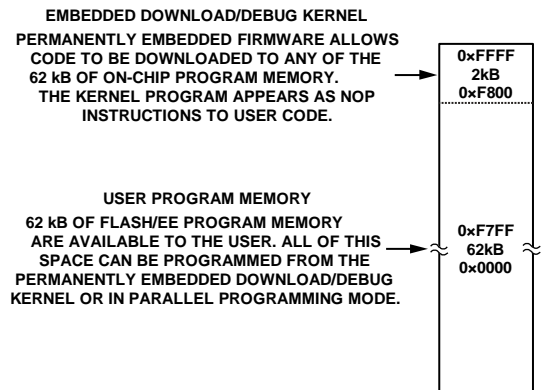 EMBEDDED DOWNLOAD/DEBUG KERNEL
PERMANENTLY EMBEDDED FIRMWARE ALLOWS
CODE TO BE DOWNLOADED TO ANY OF THE
62 kB OF ON-CHIP PROGRAM MEMORY.
THE KERNEL PROGRAM APPEARS AS NOP
INSTRUCTIONS TO USER CODE.
0×FFFF
2kB
0×F800
USER PROGRAM MEMORY
62 kB OF FLASH/EE PROGRAM MEMORY
ARE AVAILABLE TO THE USER. ALL OF THIS
SPACE CAN BE PROGRAMMED FROM THE
PERMANENTLY EMBEDDED DOWNLOAD/DEBUG
KERNEL OR IN PARALLEL PROGRAMMING MODE.
0×F7FF
62kB
0×0000